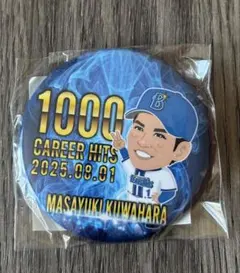 1000
CAREER HITS
2025.08.01
B
MASAYUKI KUWAHARA